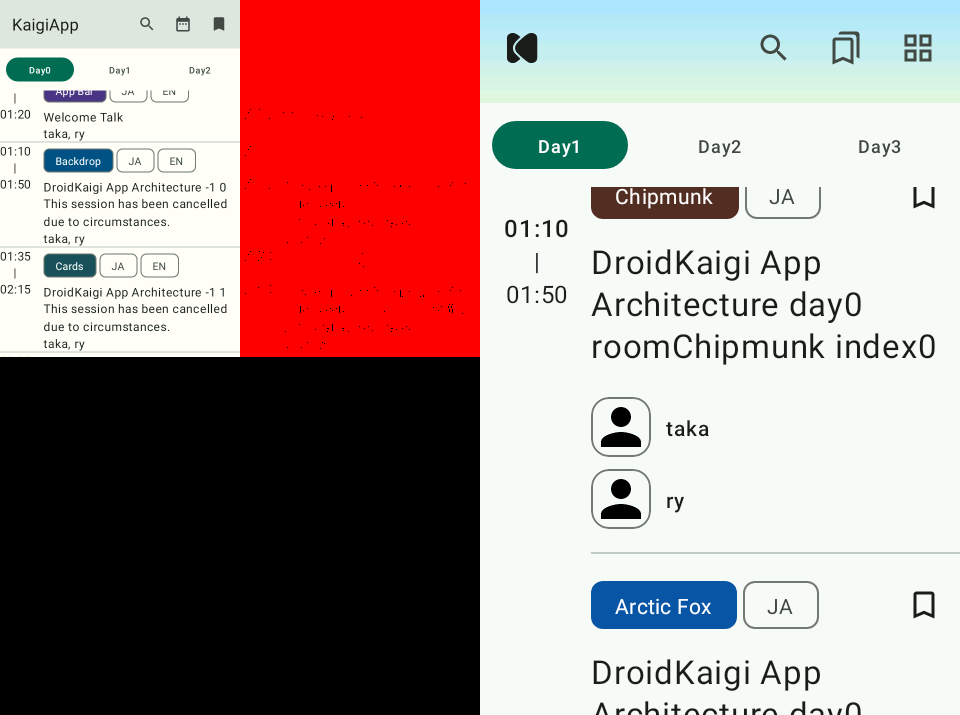 KaigiApp
Day0 Day1 Day2
App Bar JA EN
|
01:20
Welcome Talk
taka, ry
01:10
|
01:50
Backdrop JA EN
DroidKaigi App Architecture -1 0
This session has been cancelled
due to circumstances.
taka, ry
01:35
|
02:15
Cards JA EN
DroidKaigi App Architecture -1 1
This session has been cancelled
due to circumstances.
taka, ry
Day1 Day2 Day3
Chipmunk JA
01:10
|
01:50
DroidKaigi App
Architecture day0
roomChipmunk index0
taka
ry
Arctic Fox JA
DroidKaigi App
Architecture day0